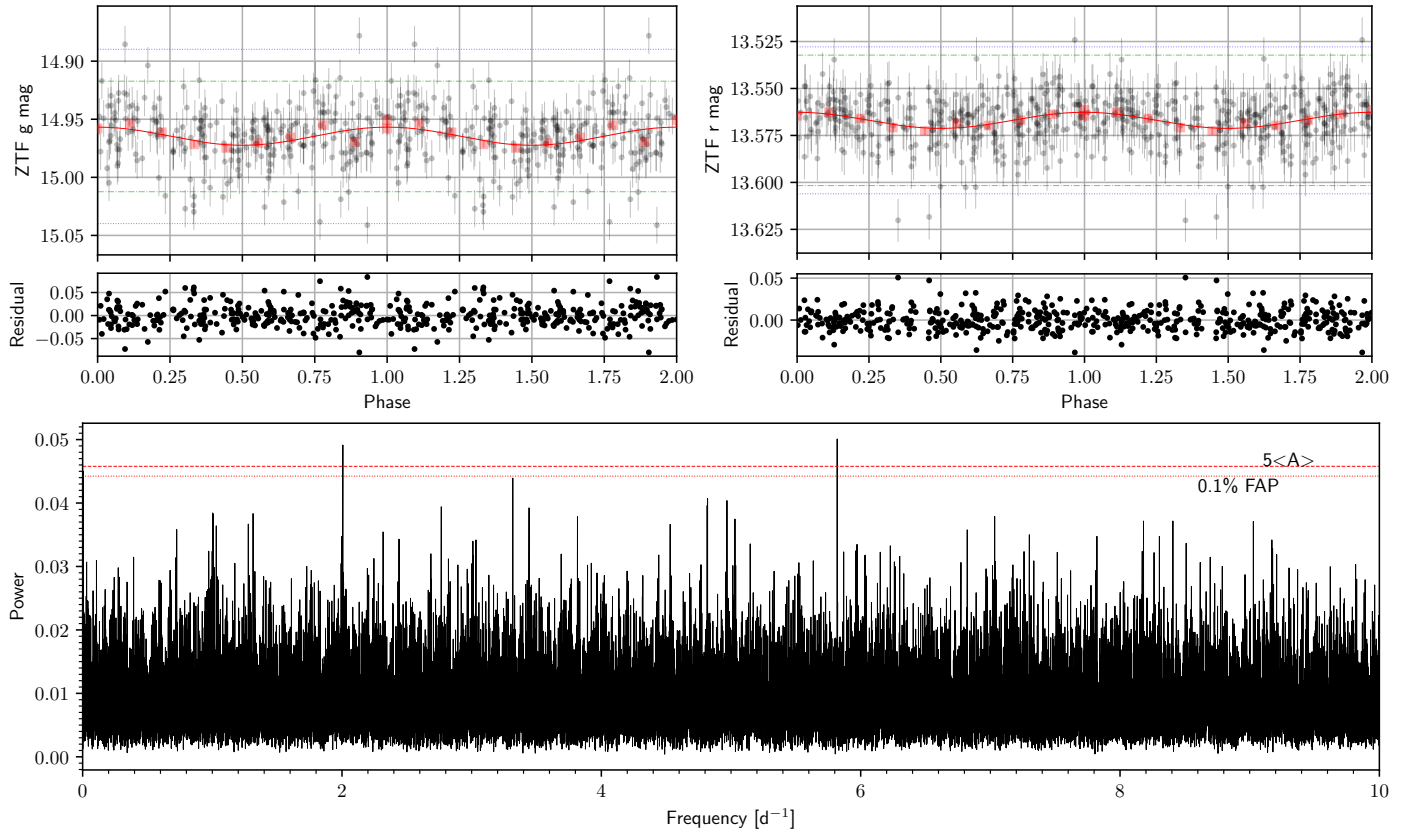 ZTF g mag
14.90
14.95
15.00
15.05
ZTF r mag
13.525
13.550
13.575
13.600
13.625
Residual
0.05
0.00
−0.05
0.00 0.25 0.50 0.75 1.00 1.25 1.50 1.75 2.00
Phase
Residual
0.05
0.00
0.00 0.25 0.50 0.75 1.00 1.25 1.50 1.75 2.00
Phase
Power
0.05
0.04
0.03
0.02
0.01
0.00
5<A>
0.1% FAP
0 2 4 6 8 10
Frequency [d⁻¹]